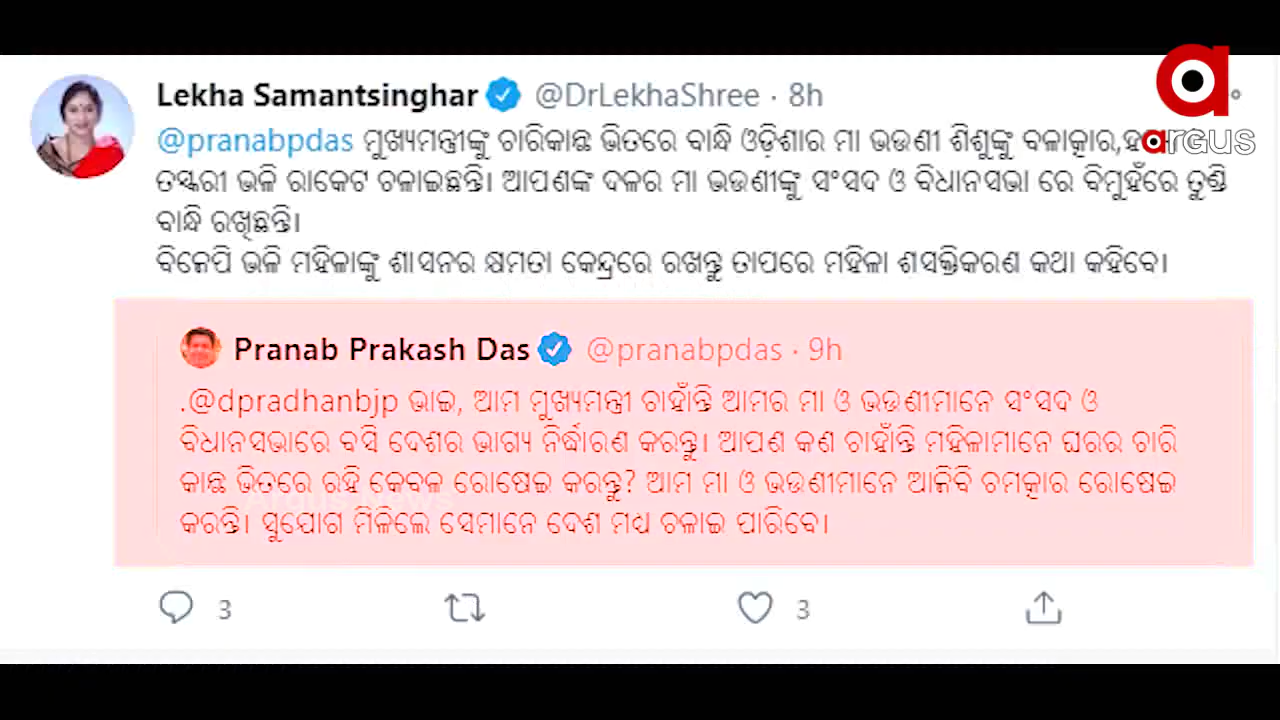 Lekha Samantsinghar @DrLekhaShree · 8h
@pranabpdas ମୁଖ୍ୟମନ୍ତ୍ରୀଙ୍କୁ ଚାରିକାନ୍ଥ ଭିତରେ ବାନ୍ଧି ଓଡ଼ିଶାର ମା ଭଉଣୀ ଶିଶୁଙ୍କୁ ବଳାତ୍କାର,
ତସ୍କରୀ ଭଳି ରାକେଟ ଚଳାଇଛନ୍ତି। ଆପଣଙ୍କ ଦଳର ମା ଭଉଣୀଙ୍କୁ ସଂସଦ ଓ ବିଧାନସଭା ରେ ବିମୁହଁରେ ତୁଣ୍ଡି
ବାନ୍ଧି ରଖିଛନ୍ତି।
ବିଜେପି ଭଳି ମହିଳାଙ୍କୁ ଶାସନର କ୍ଷମତା କେନ୍ଦ୍ରରେ ରଖନ୍ତୁ ତାପରେ ମହିଳା ଶସକ୍ତିକରଣ କଥା କହିବେ।
Pranab Prakash Das @pranabpdas · 9h
.@dpradhanbjp ଭାଇ, ଆମ ମୁଖ୍ୟମନ୍ତ୍ରୀ ଚାହାଁନ୍ତି ଆମର ମା ଓ ଭଉଣୀମାନେ ସଂସଦ ଓ
ବିଧାନସଭାରେ ବସି ଦେଶର ଭାଗ୍ୟ ନିର୍ଦ୍ଧାରଣ କରନ୍ତୁ। ଆପଣ କଣ ଚାହାଁନ୍ତି ମହିଳାମାନେ ଘରର ଚାରି
କାନ୍ଥ ଭିତରେ ରହି କେବଳ ରୋଷେଇ କରନ୍ତୁ? ଆମ ମା ଓ ଭଉଣୀମାନେ ଆଜିବି ଚମତ୍କାର ରୋଷେଇ
କରନ୍ତି। ସୁଯୋଗ ମିଳିଲେ ସେମାନେ ଦେଶ ମଧ୍ୟ ଚଳାଇ ପାରିବେ।
3 3
argus
Argus News